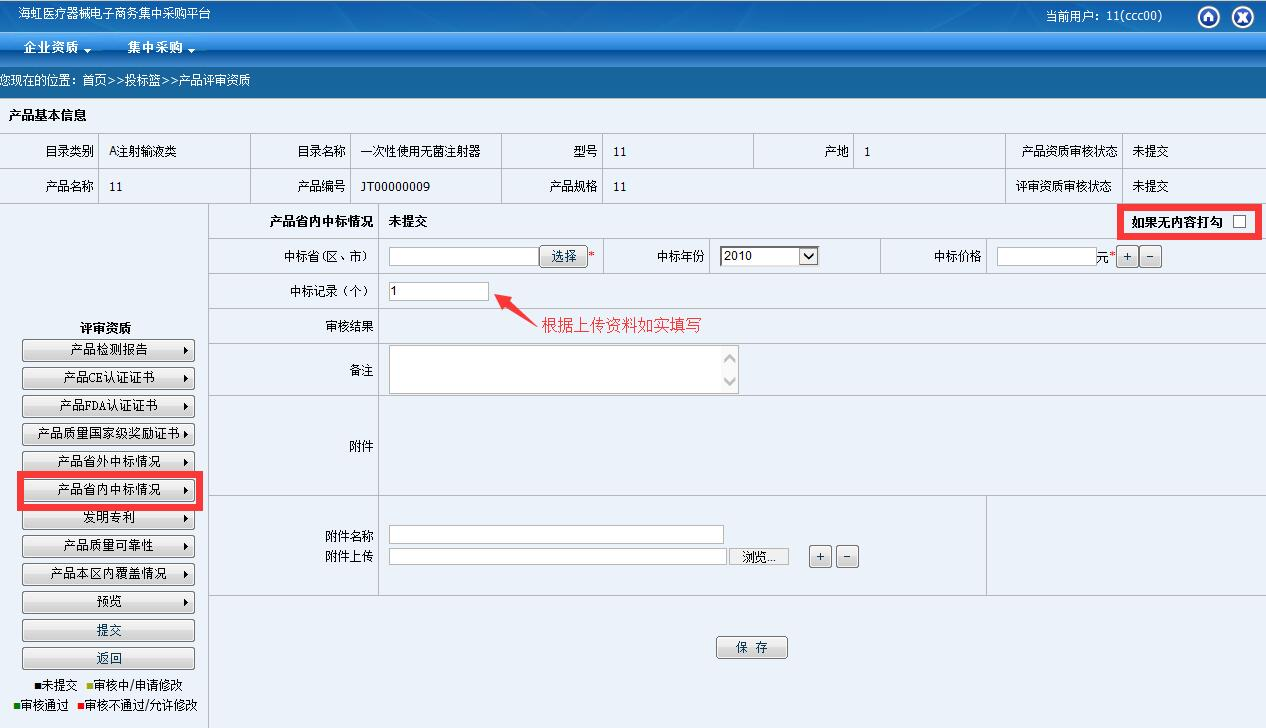 海虹医疗器械电子商务集中采购平台 当前用户：11(ccc00)
企业资质 集中采购
您现在的位置：首页>>投标篮>>产品评审资质
产品基本信息
目录类别 A注射输液类 目录名称 一次性使用无菌注射器 型号 11 产地 1 产品资质审核状态 未提交
产品名称 11 产品编号 JT00000009 产品规格 11 评审资质审核状态 未提交
产品省内中标情况 未提交 如果无内容打勾
中标省(区、市) 选择 * 中标年份 2010 中标价格 元* + -
中标记录（个） 1
根据上传资料如实填写
审核结果
备注
附件
附件名称
附件上传 浏览... + -
保 存
评审资质
产品检测报告
产品CE认证证书
产品FDA认证证书
产品质量国家级奖励证书
产品省外中标情况
产品省内中标情况
发明专利
产品质量可靠性
产品本区内覆盖情况
预览
提交
返回
■未提交 ■审核中/申请修改
■审核通过 ■审核不通过/允许修改